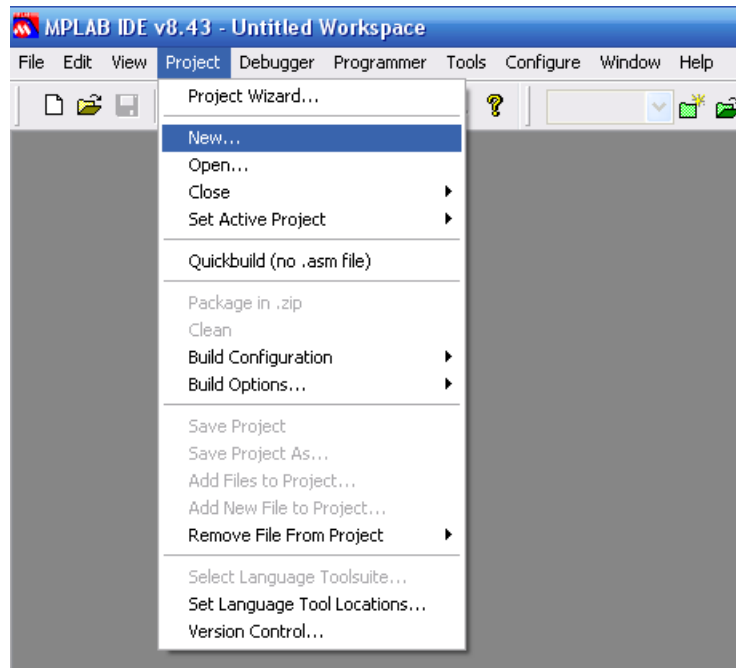 MPLAB IDE v8.43 - Untitled Workspace
File Edit View Project Debugger Programmer Tools Configure Window Help
Project Wizard...
New...
Open...
Close
Set Active Project
Quickbuild (no .asm file)
Package in .zip
Clean
Build Configuration
Build Options...
Save Project
Save Project As...
Add Files to Project...
Add New File to Project...
Remove File From Project
Select Language Toolsuite...
Set Language Tool Locations...
Version Control...